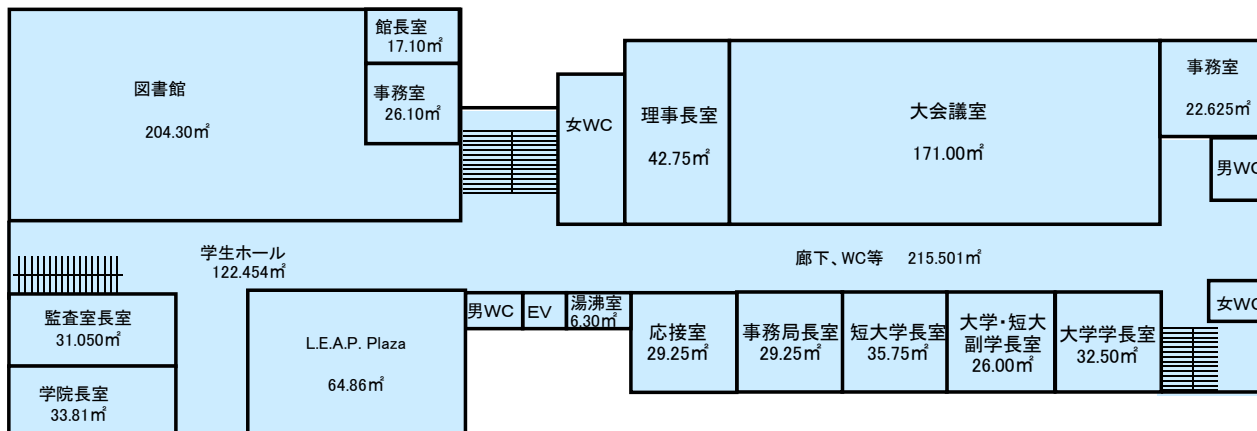 図書館
204.30㎡
館長室
17.10㎡
事務室
26.10㎡
女WC
理事長室
42.75㎡
大会議室
171.00㎡
事務室
22.625㎡
男WC
学生ホール
122.454㎡
廊下、WC等 215.501㎡
監査室長室
31.050㎡
学院長室
33.81㎡
L.E.A.P. Plaza
64.86㎡
男WC
EV
湯沸室
6.30㎡
応接室
29.25㎡
事務局長室
29.25㎡
短大学長室
35.75㎡
大学・短大
副学長室
26.00㎡
大学学長室
32.50㎡
女WC